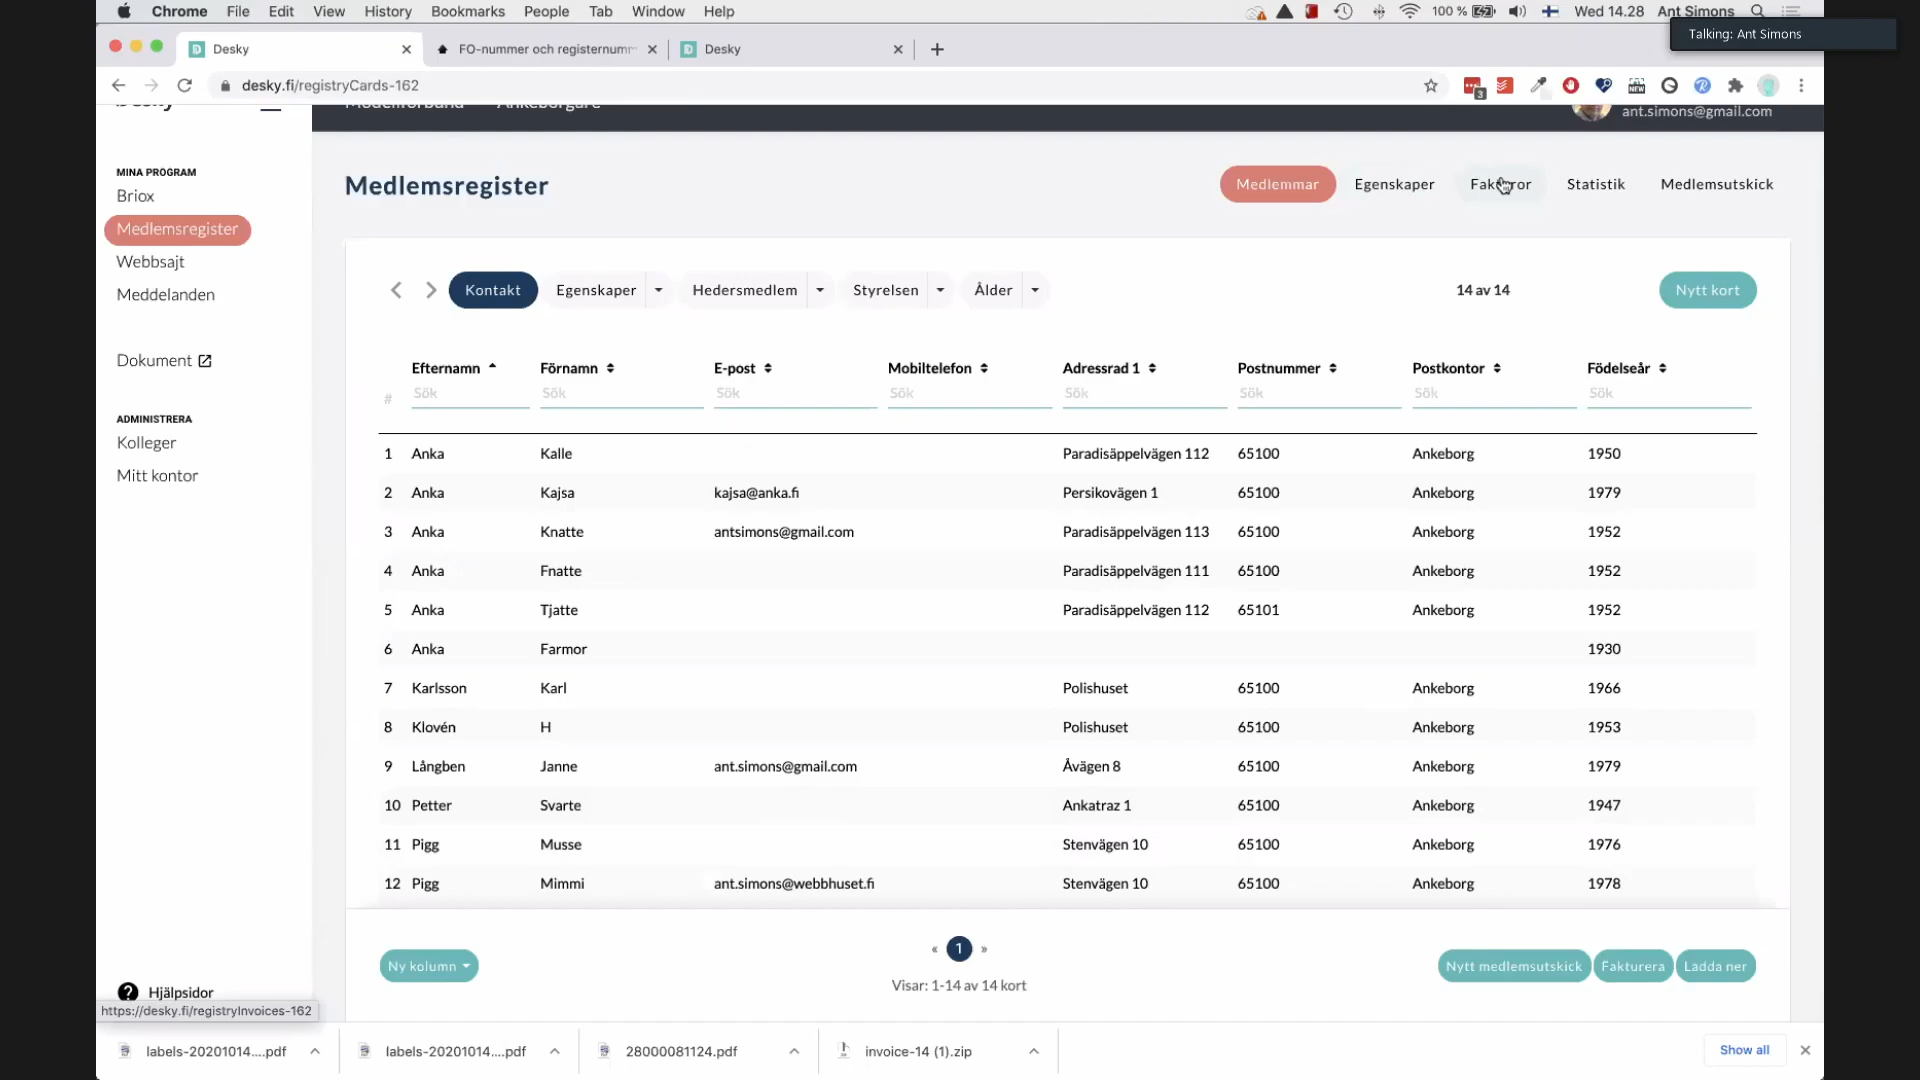 Chrome File Edit View History Bookmarks People Tab Window Help
100 % Wed 14.28 Ant Simons
Talking: Ant Simons
Desky
FO-nummer och registernumm
Desky
desky.fi/registryCards-162
3
NEW
Desky
Modellförbund Ankeborgare
ant.simons@gmail.com
MINA PROGRAM
Briox
Medlemsregister
Webbsajt
Meddelanden
Dokument
ADMINISTRERA
Kolleger
Mitt kontor
Hjälpsidor
https://desky.fi/registryInvoices-162
Medlemsregister
Medlemmar Egenskaper Fakturor Statistik Medlemsutskick
Kontakt Egenskaper Hedersmedlem Styrelsen Ålder 14 av 14 Nytt kort
Efternamn Förnamn E-post Mobiltelefon Adressrad 1 Postnummer Postkontor Födelseår
# Sök Sök Sök Sök Sök Sök Sök Sök
1 Anka Kalle Paradisäppelvägen 112 65100 Ankeborg 1950
2 Anka Kajsa kajsa@anka.fi Persikovägen 1 65100 Ankeborg 1979
3 Anka Knatte antsimons@gmail.com Paradisäppelvägen 113 65100 Ankeborg 1952
4 Anka Fnatte Paradisäppelvägen 111 65100 Ankeborg 1952
5 Anka Tjatte Paradisäppelvägen 112 65101 Ankeborg 1952
6 Anka Farmor 1930
7 Karlsson Karl Polishuset 65100 Ankeborg 1966
8 Klovén H Polishuset 65100 Ankeborg 1953
9 Långben Janne ant.simons@gmail.com Åvägen 8 65100 Ankeborg 1979
10 Petter Svarte Ankatraz 1 65100 Ankeborg 1947
11 Pigg Musse Stenvägen 10 65100 Ankeborg 1976
12 Pigg Mimmi ant.simons@webbhuset.fi Stenvägen 10 65100 Ankeborg 1978
« 1 »
Ny kolumn Nytt medlemsutskick Fakturera Ladda ner
Visar: 1-14 av 14 kort
labels-20201014....pdf labels-20201014....pdf 28000081124.pdf invoice-14 (1).zip Show all